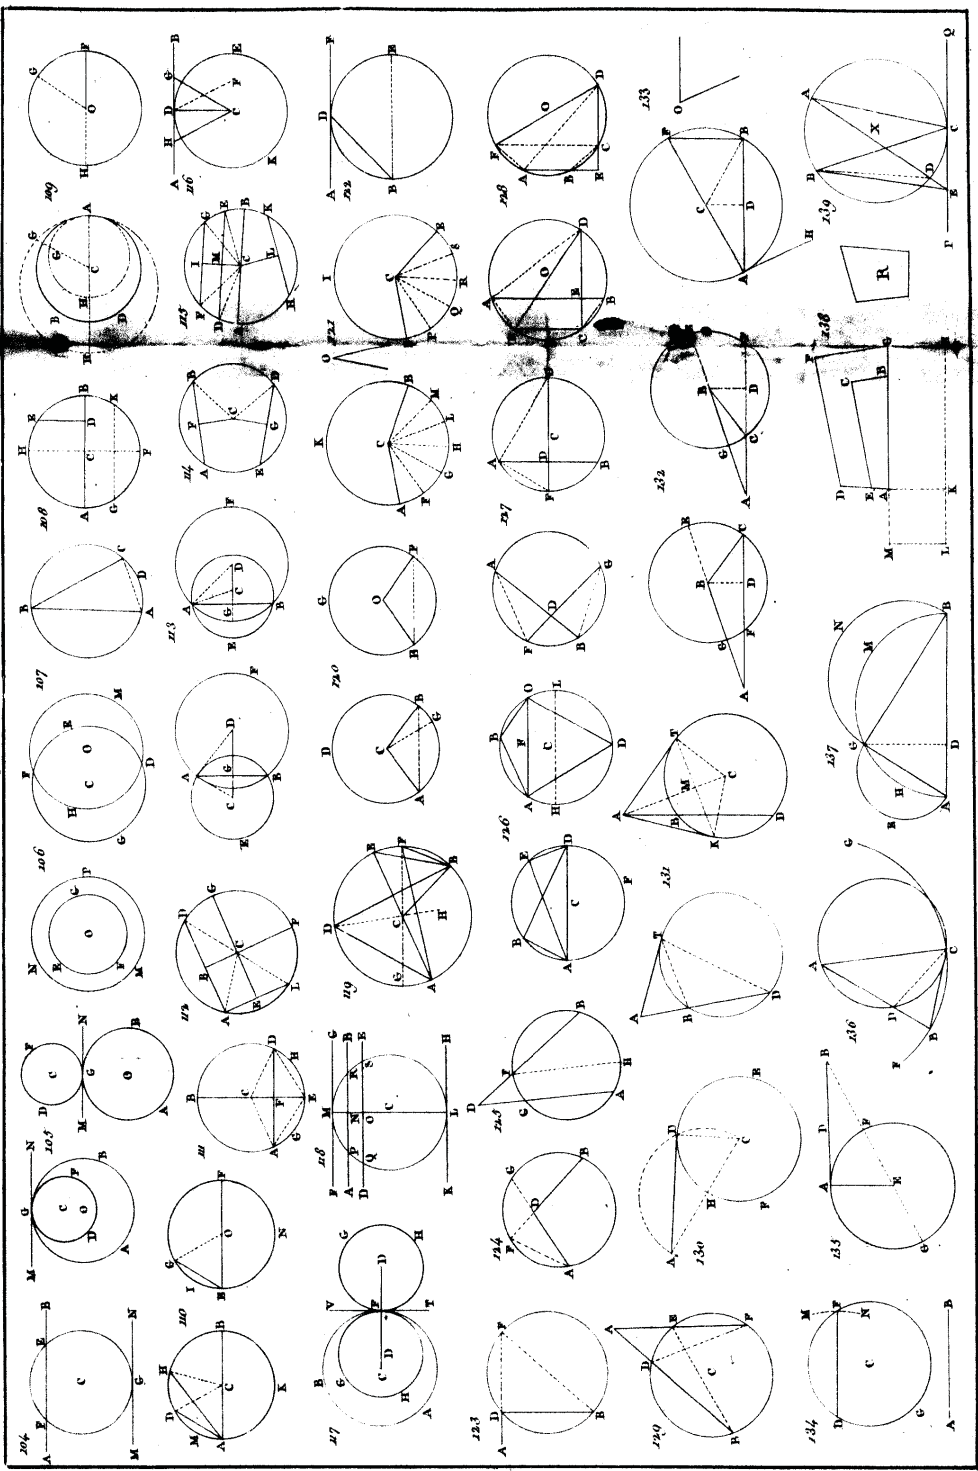 104
A F E B
C
M G N
105
M G N
F
C
D O
A B
D F
C
M G N
O
A B
106
N P
E G
O
F M
F
E M
H C O
G D
107
B
C
D
A
108
H E
A C D B
G K
F
109
G
G
B H C A
D
G
H O F
110
D H
M
A C B
K
G
I
F
O
N
111
B
C
A F D
G H
E
112
D
B G
C
A E F
L
113
A
C G D
E B F
A
E G C D F
B
114
B D
F C G
A E
115
I G
F M E
D C B
L K
H
116
A H D G B
C F
K E
117
B V G
G F D
D
H T H
A
118
F M G
A P N R B
D Q O S E
C
K L H
119
D
E
G C F
A H B
120
D
C
A B
G
G
O
F
121
K
C
A B
F G H L M
O
I
C
E
P Q R S
122
A D F
B E
123
A D F
B
124
F G
D
A B
125
D
G
A H B
126
B E
A D
C
F
B
A F O
H C L
D
127
A
F D B
G
A
F D C
B
128
A D
O
E
C B
F
A O D
B C
E
129
A
D E
C
B F
130
A D
H C
F B
131
A T
B
D
A T
B M
K C
D
132
G B E
A F D C
A G B
C D
133
C
A D B
F
H
O
134
D F M
N
C
G
A B
135
A D B
E F
G
136
A
D C
F B
G
137
N
G M
E H
A D B
138
F
D C
E
M A B G
L K
R
139
B A
X
D
P E C Q